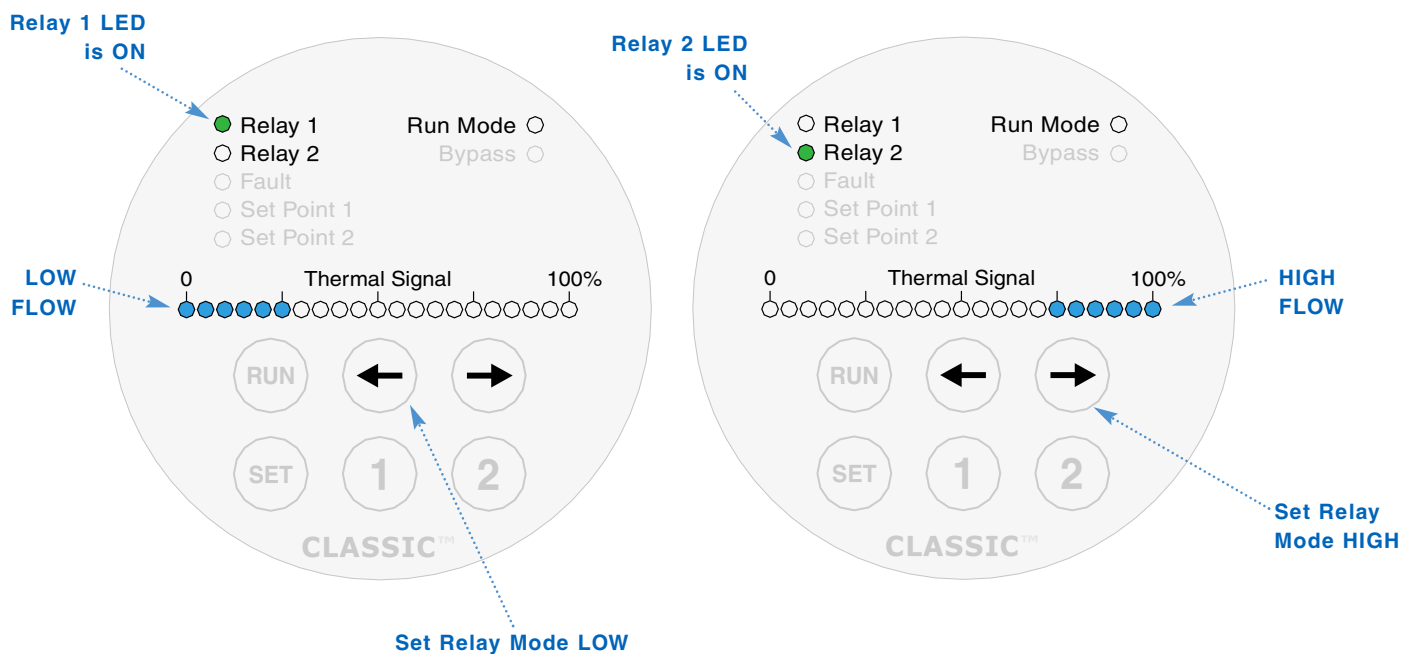 Relay 1 LED
is ON
Relay 1
Run Mode
Relay 2
Bypass
Fault
Set Point 1
Set Point 2
LOW
FLOW
0 Thermal Signal 100%
RUN
SET 1 2
CLASSIC™
Set Relay Mode LOW
Relay 2 LED
is ON
Relay 1
Run Mode
Relay 2
Bypass
Fault
Set Point 1
Set Point 2
0 Thermal Signal 100%
HIGH
FLOW
RUN
SET 1 2
CLASSIC™
Set Relay
Mode HIGH